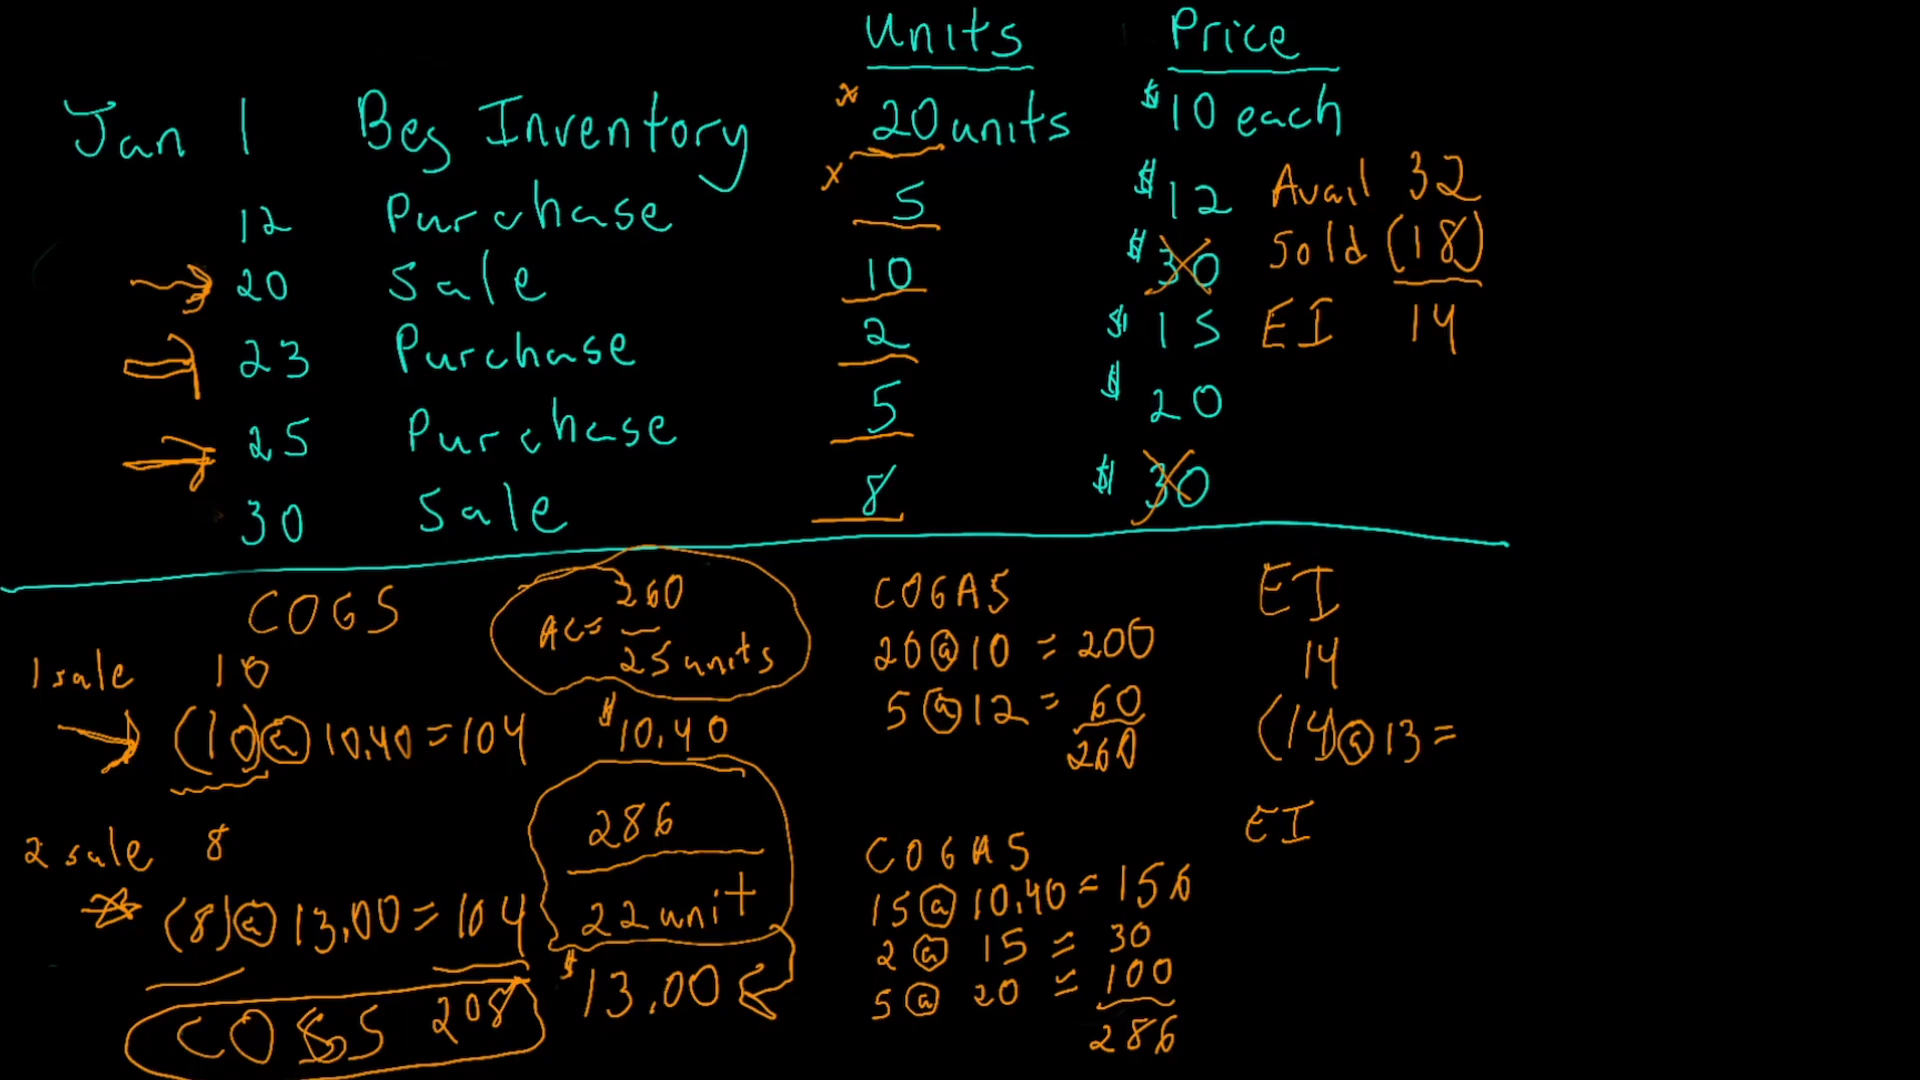 Units Price
Jan 1 Beg Inventory x 20 units $10 each
12 Purchase x 5 $12 Avail 32
20 Sale 10 $30 Sold (18)
23 Purchase 2 $15 EI 14
25 Purchase 5 $20
30 Sale 8 $30
COGS AC= 260 / 25 units COGAS EI
1 sale 10 20@10 = 200 14
(10)@10.40=104 $10.40 5@12= 60 (14)@13=
260
2 sale 8 286 COGAS EI
(8)@13.00=104 22 unit 15@10.40=156
2@ 15 = 30
COGS 208 $13.00 5@ 20 = 100
286